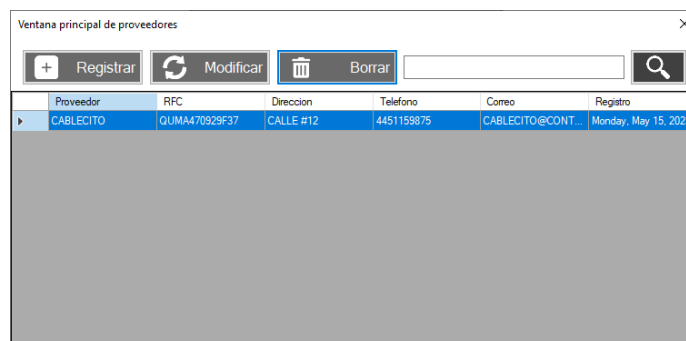 Ventana principal de proveedores
Registrar Modificar Borrar
Proveedor RFC Direccion Telefono Correo Registro
CABLECITO QUMA470929F37 CALLE #12 4451159875 CABLECITO@CONT... Monday, May 15, 202